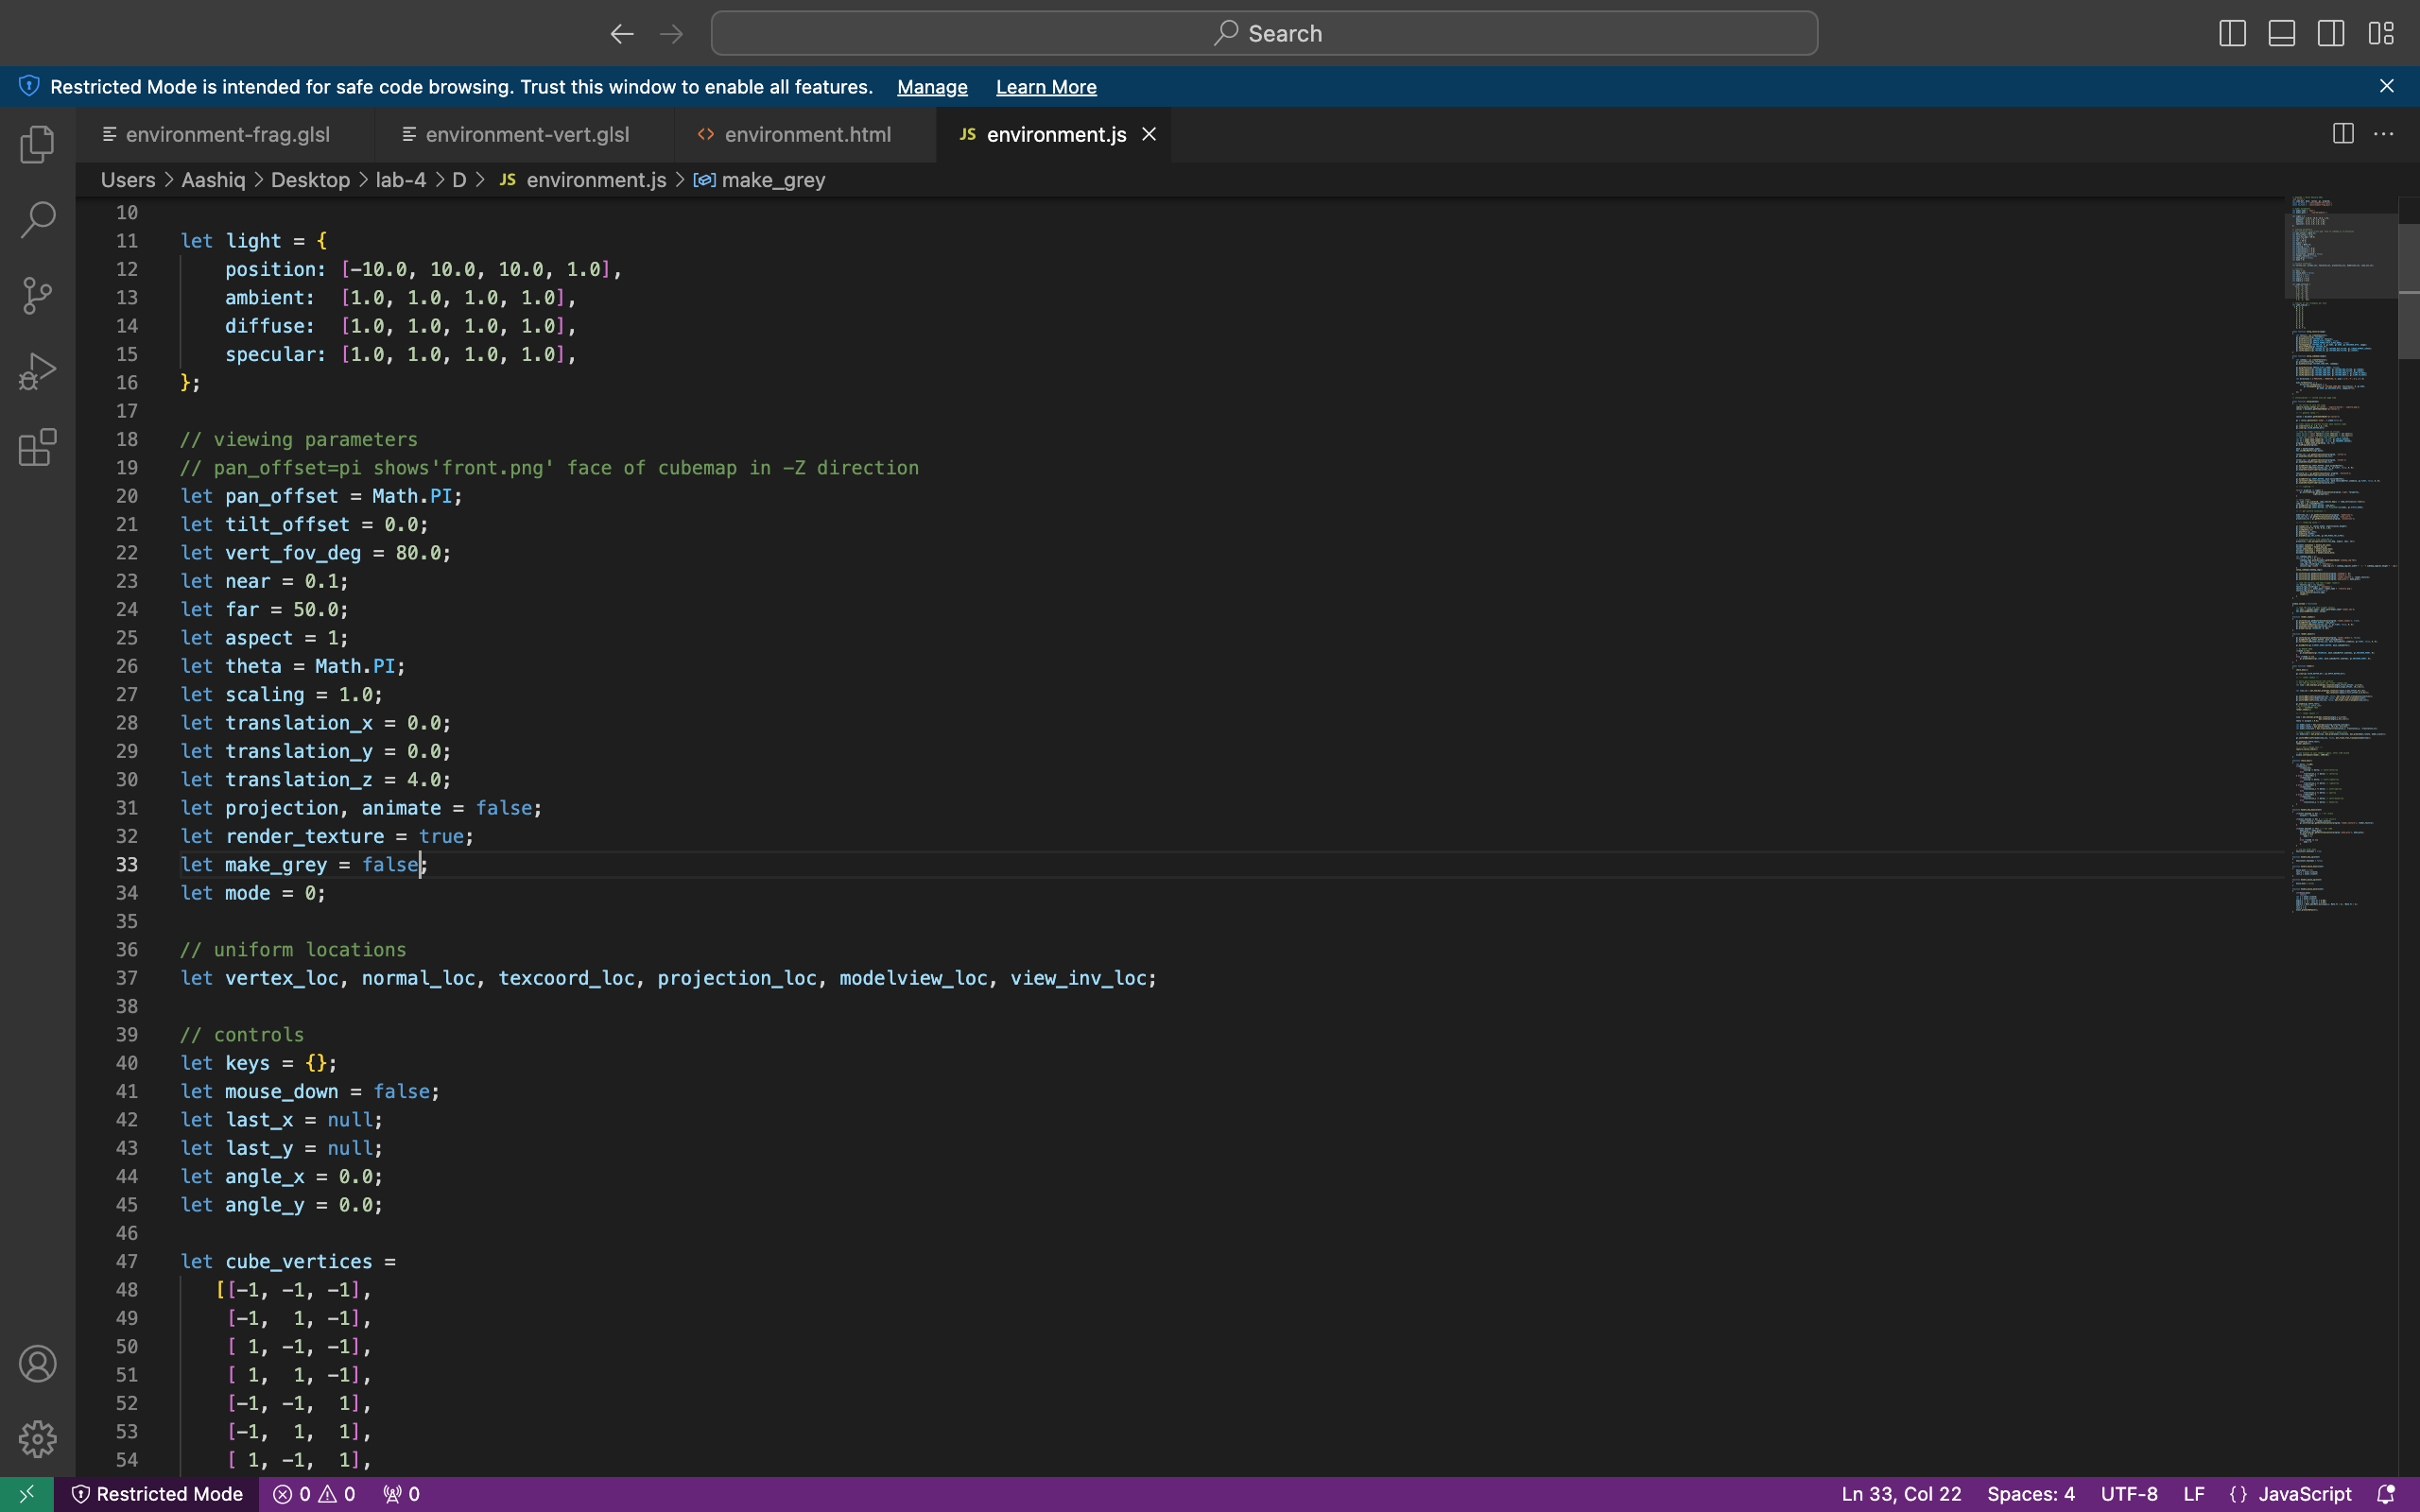 Search
Restricted Mode is intended for safe code browsing. Trust this window to enable all features. Manage Learn More
environment-frag.glsl environment-vert.glsl <> environment.html JS environment.js
Users > Aashiq > Desktop > lab-4 > D > JS environment.js > make_grey
10
11 let light = {
12     position: [-10.0, 10.0, 10.0, 1.0],
13     ambient:  [1.0, 1.0, 1.0, 1.0],
14     diffuse:  [1.0, 1.0, 1.0, 1.0],
15     specular: [1.0, 1.0, 1.0, 1.0],
16 };
17
18 // viewing parameters
19 // pan_offset=pi shows'front.png' face of cubemap in -Z direction
20 let pan_offset = Math.PI;
21 let tilt_offset = 0.0;
22 let vert_fov_deg = 80.0;
23 let near = 0.1;
24 let far = 50.0;
25 let aspect = 1;
26 let theta = Math.PI;
27 let scaling = 1.0;
28 let translation_x = 0.0;
29 let translation_y = 0.0;
30 let translation_z = 4.0;
31 let projection, animate = false;
32 let render_texture = true;
33 let make_grey = false;
34 let mode = 0;
35
36 // uniform locations
37 let vertex_loc, normal_loc, texcoord_loc, projection_loc, modelview_loc, view_inv_loc;
38
39 // controls
40 let keys = {};
41 let mouse_down = false;
42 let last_x = null;
43 let last_y = null;
44 let angle_x = 0.0;
45 let angle_y = 0.0;
46
47 let cube_vertices =
48    [[-1, -1, -1],
49     [-1,  1, -1],
50     [ 1, -1, -1],
51     [ 1,  1, -1],
52     [-1, -1,  1],
53     [-1,  1,  1],
54     [ 1, -1,  1],
Restricted Mode 0 0 0 Ln 33, Col 22 Spaces: 4 UTF-8 LF {} JavaScript